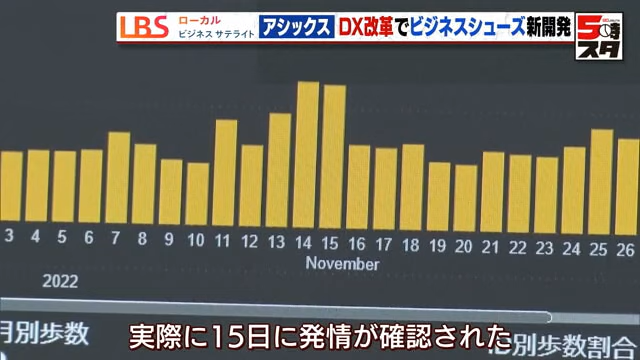 LBS ローカル ビジネス サテライト
アシックス DX改革でビジネスシューズ新開発
5時スタ
3 4 5 6 7 8 9 10 11 12 13 14 15 16 17 18 19 20 21 22 23 24 25 26
November
2022
月別歩数
別歩数割合
実際に15日に発情が確認された